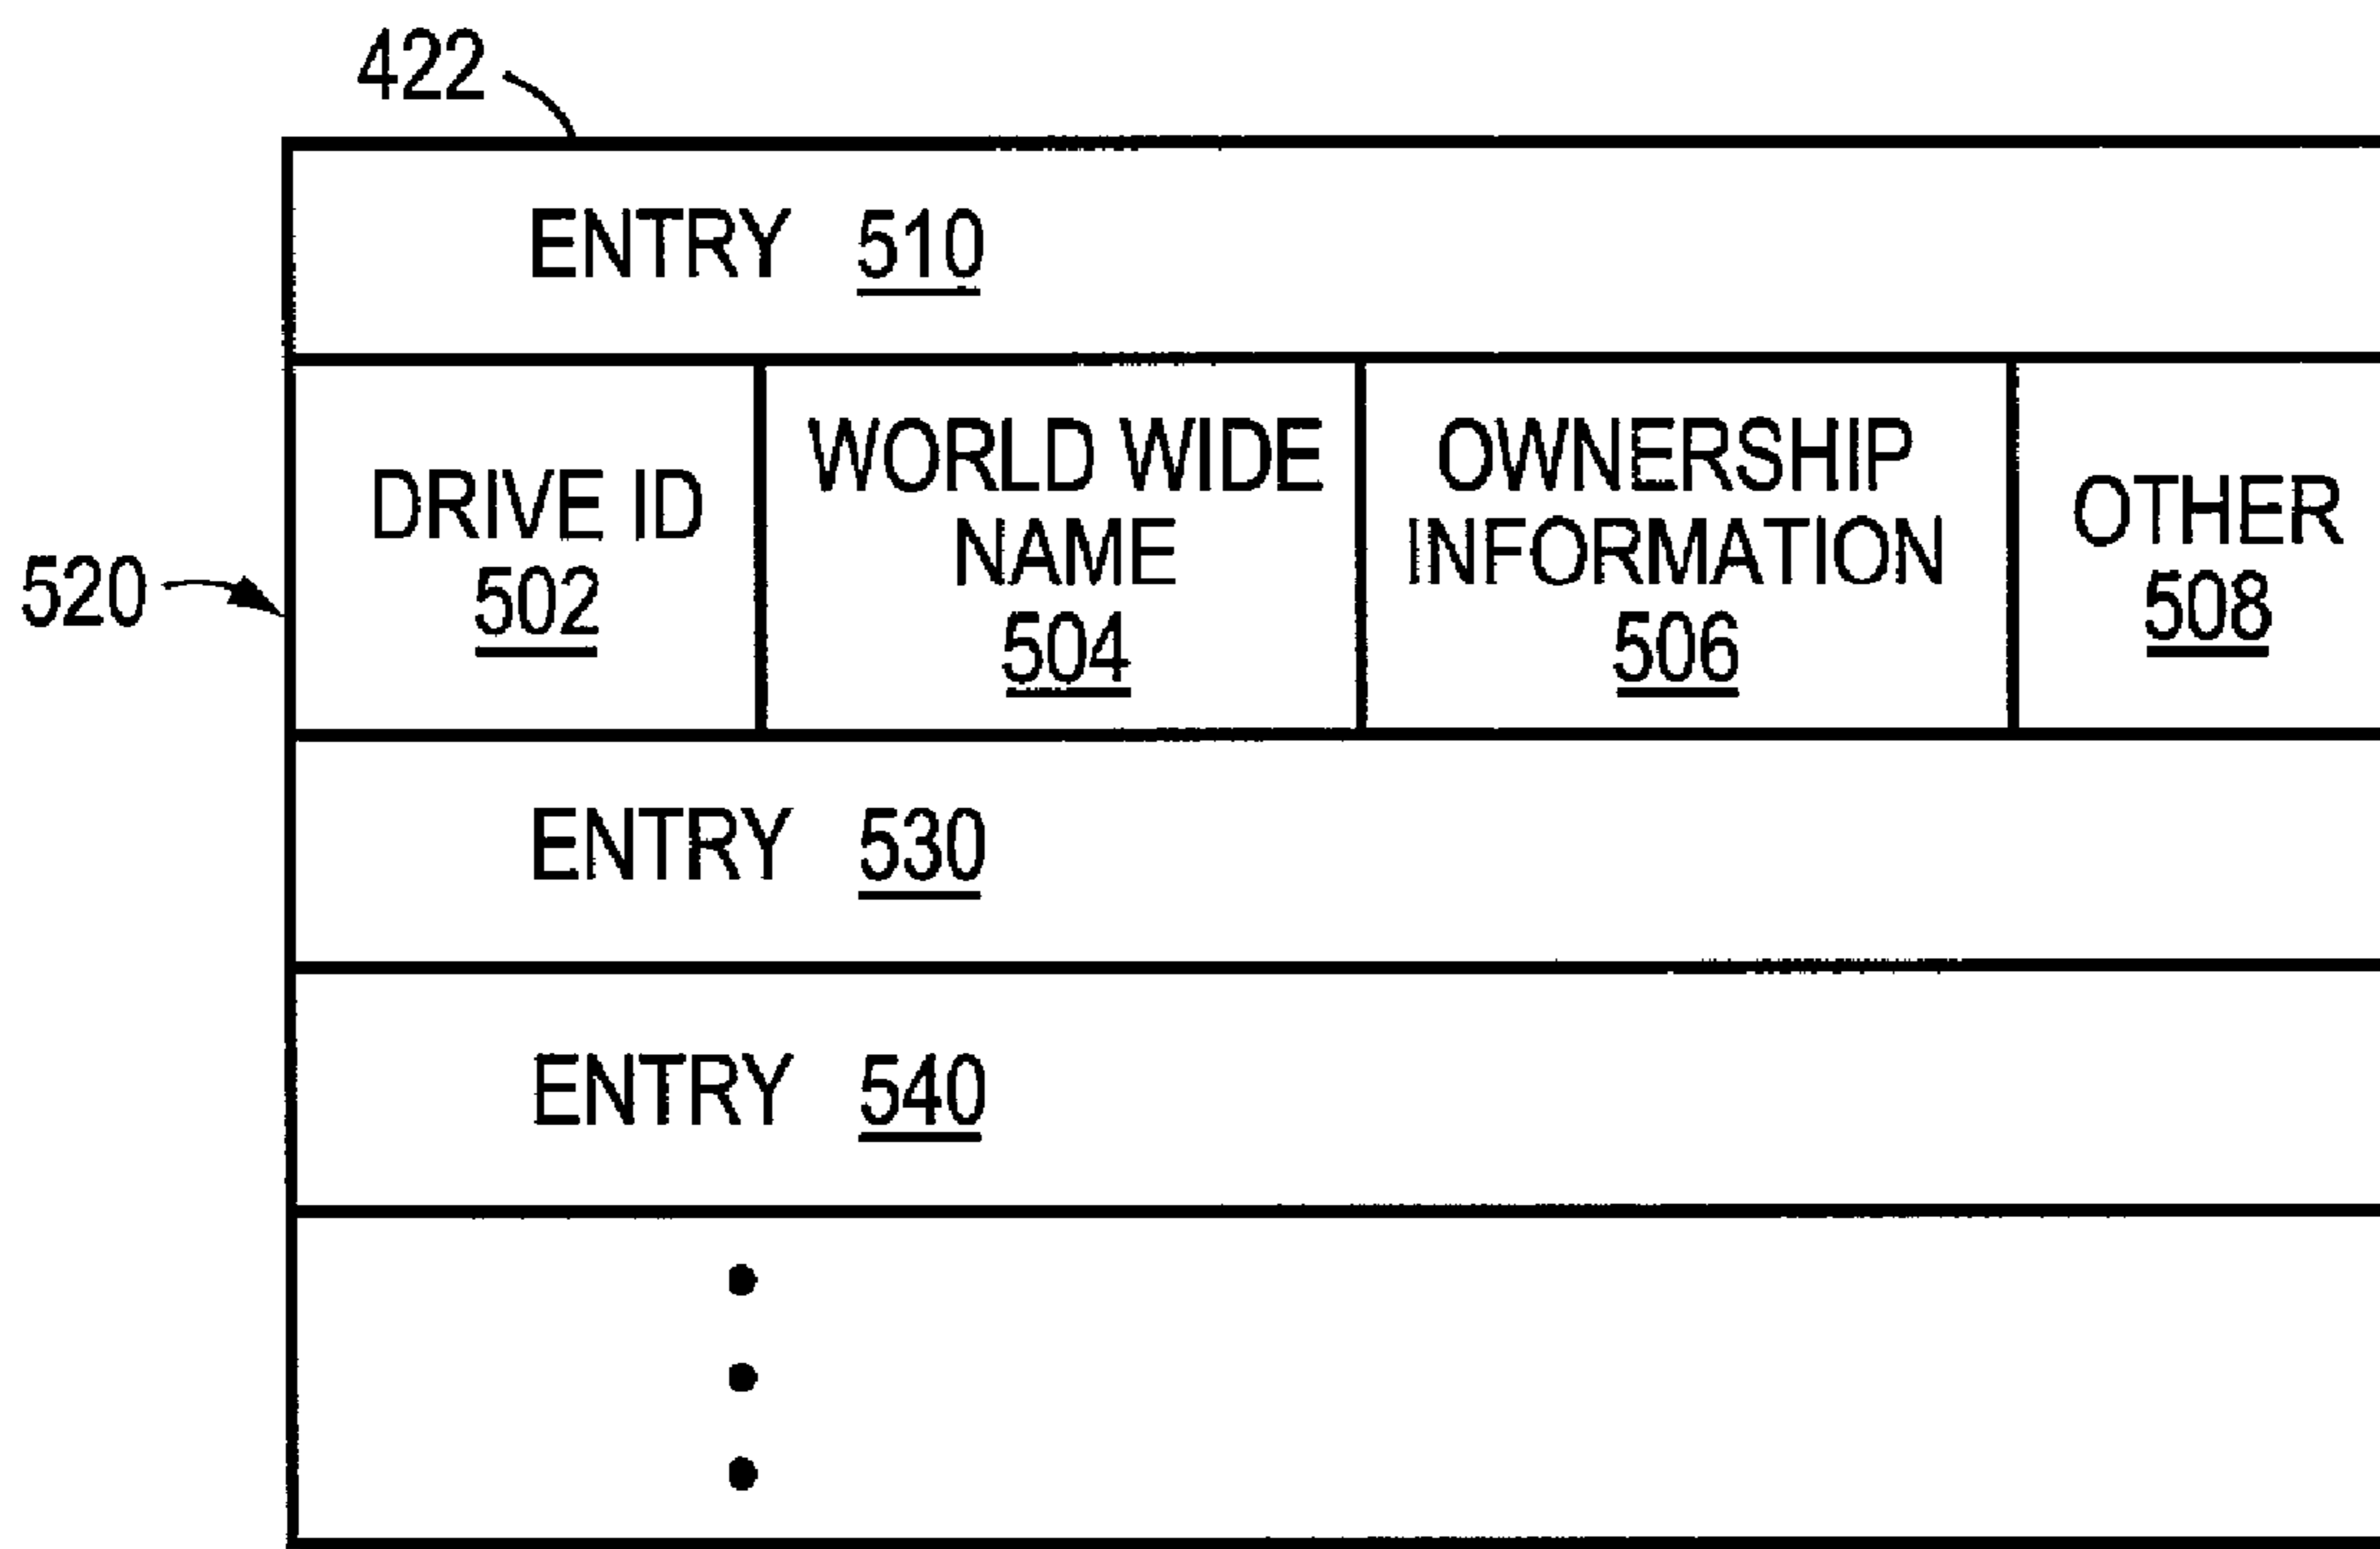 422
ENTRY 510
520
DRIVE ID
502
WORLD WIDE
NAME
504
OWNERSHIP
INFORMATION
506
OTHER
508
ENTRY 530
ENTRY 540